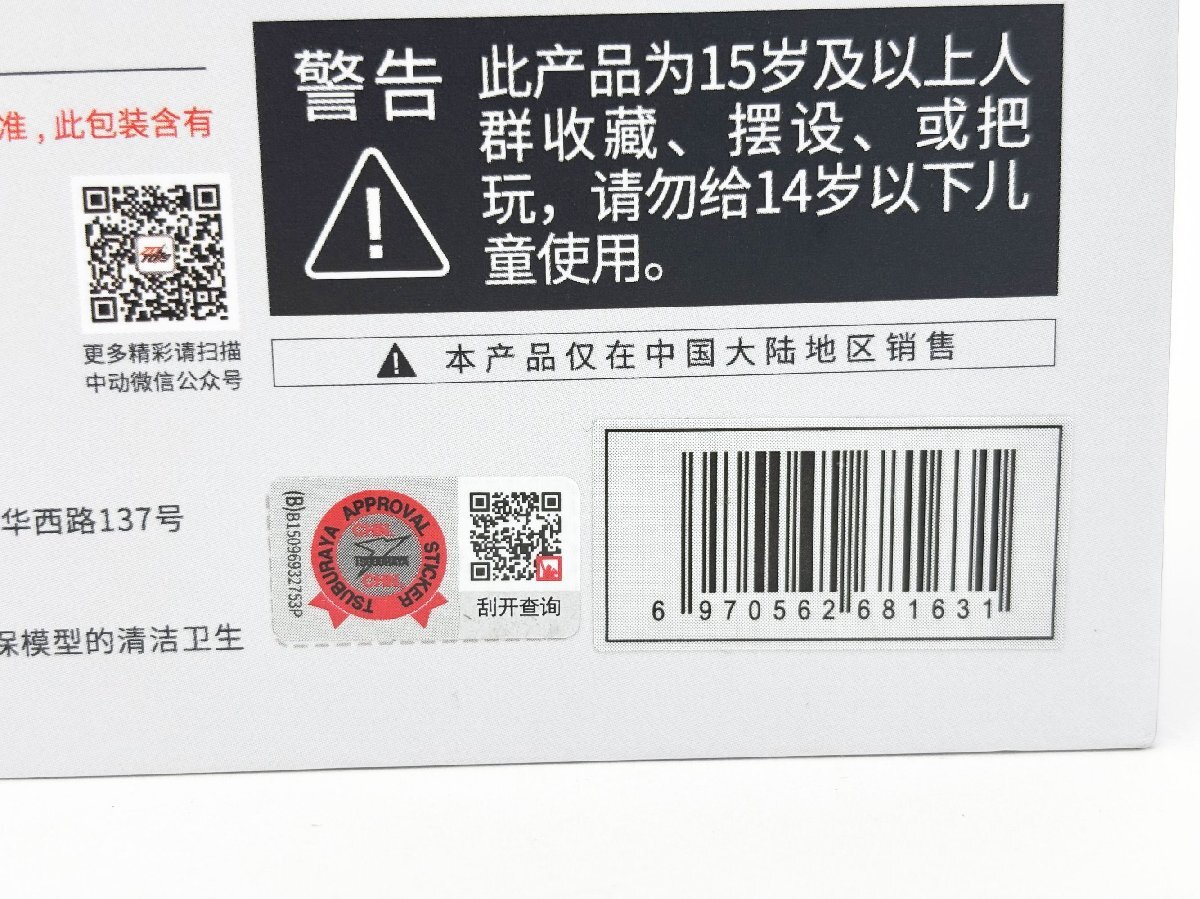 准,此包装含有
更多精彩请扫描
中动微信公众号
警告
此产品为15岁及以上人
群收藏、摆设、或把
玩，请勿给14岁以下儿
童使用。
本产品仅在中国大陆地区销售
华西路137号
保模型的清洁卫生
(B)B15096932753P
TSUBURAYA APPROVAL STICKER
TSUBURAYA
刮开查询
6 970562 681631